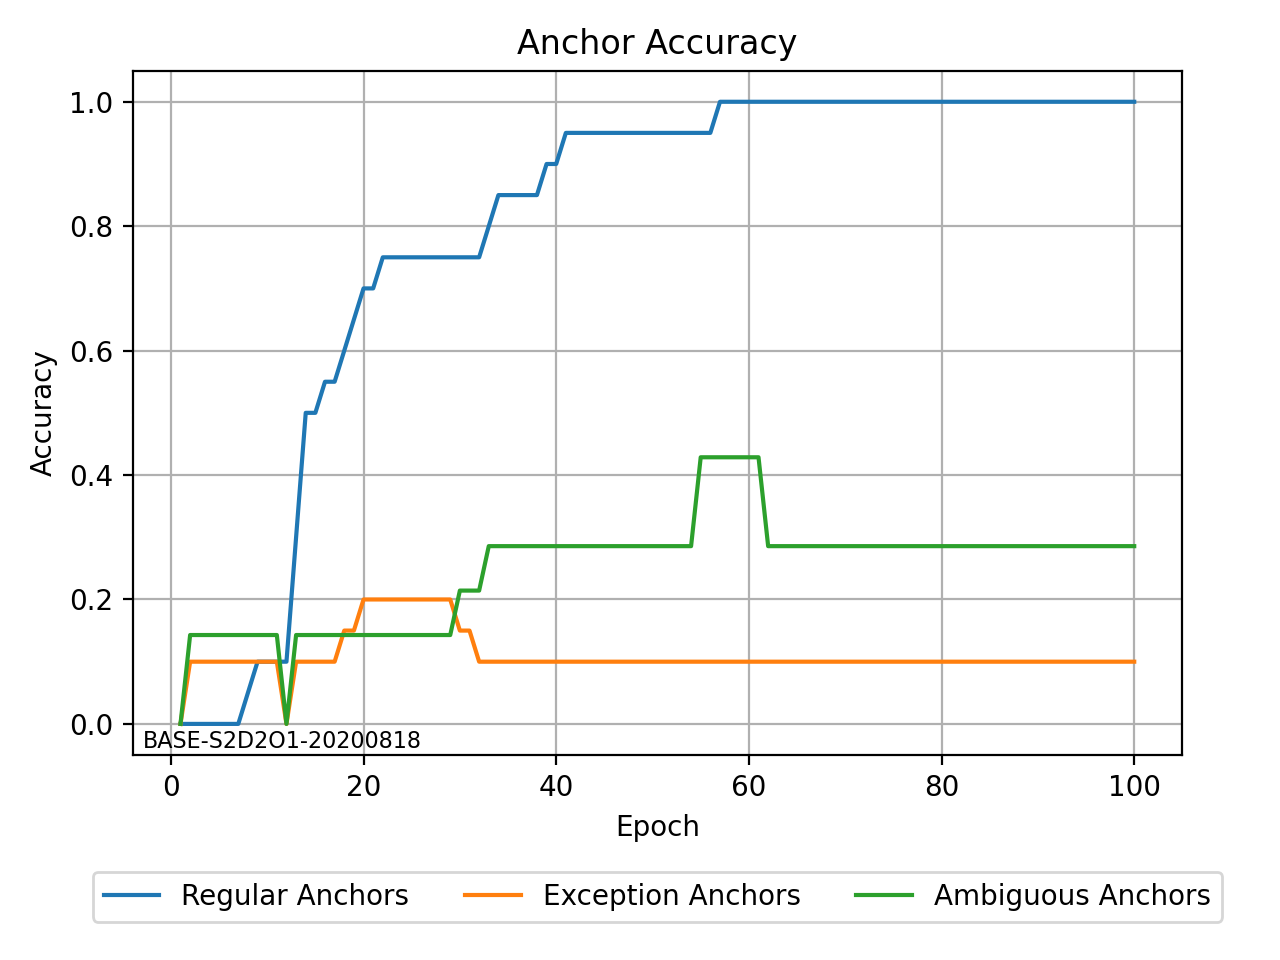 Anchor Accuracy
Accuracy
1.0
0.8
0.6
0.4
0.2
0.0
BASE-S2D2O1-20200818
0 20 40 60 80 100
Epoch
Regular Anchors Exception Anchors Ambiguous Anchors